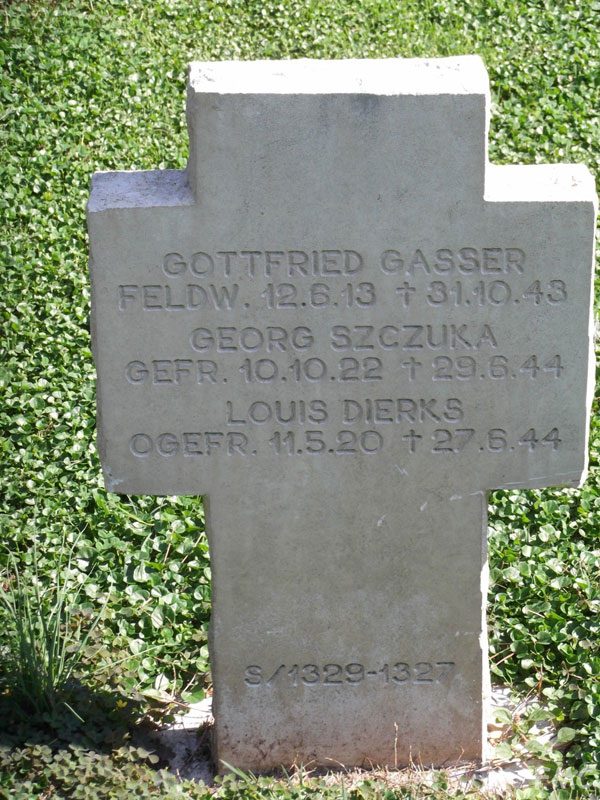 GOTTFRIED GASSER
FELDW. 12.6.13 † 31.10.43
GEORG SZCZUKA
GEFR. 10.10.22 † 29.6.44
LOUIS DIERKS
OGEFR. 11.5.20 † 27.6.44
S/1329-1327